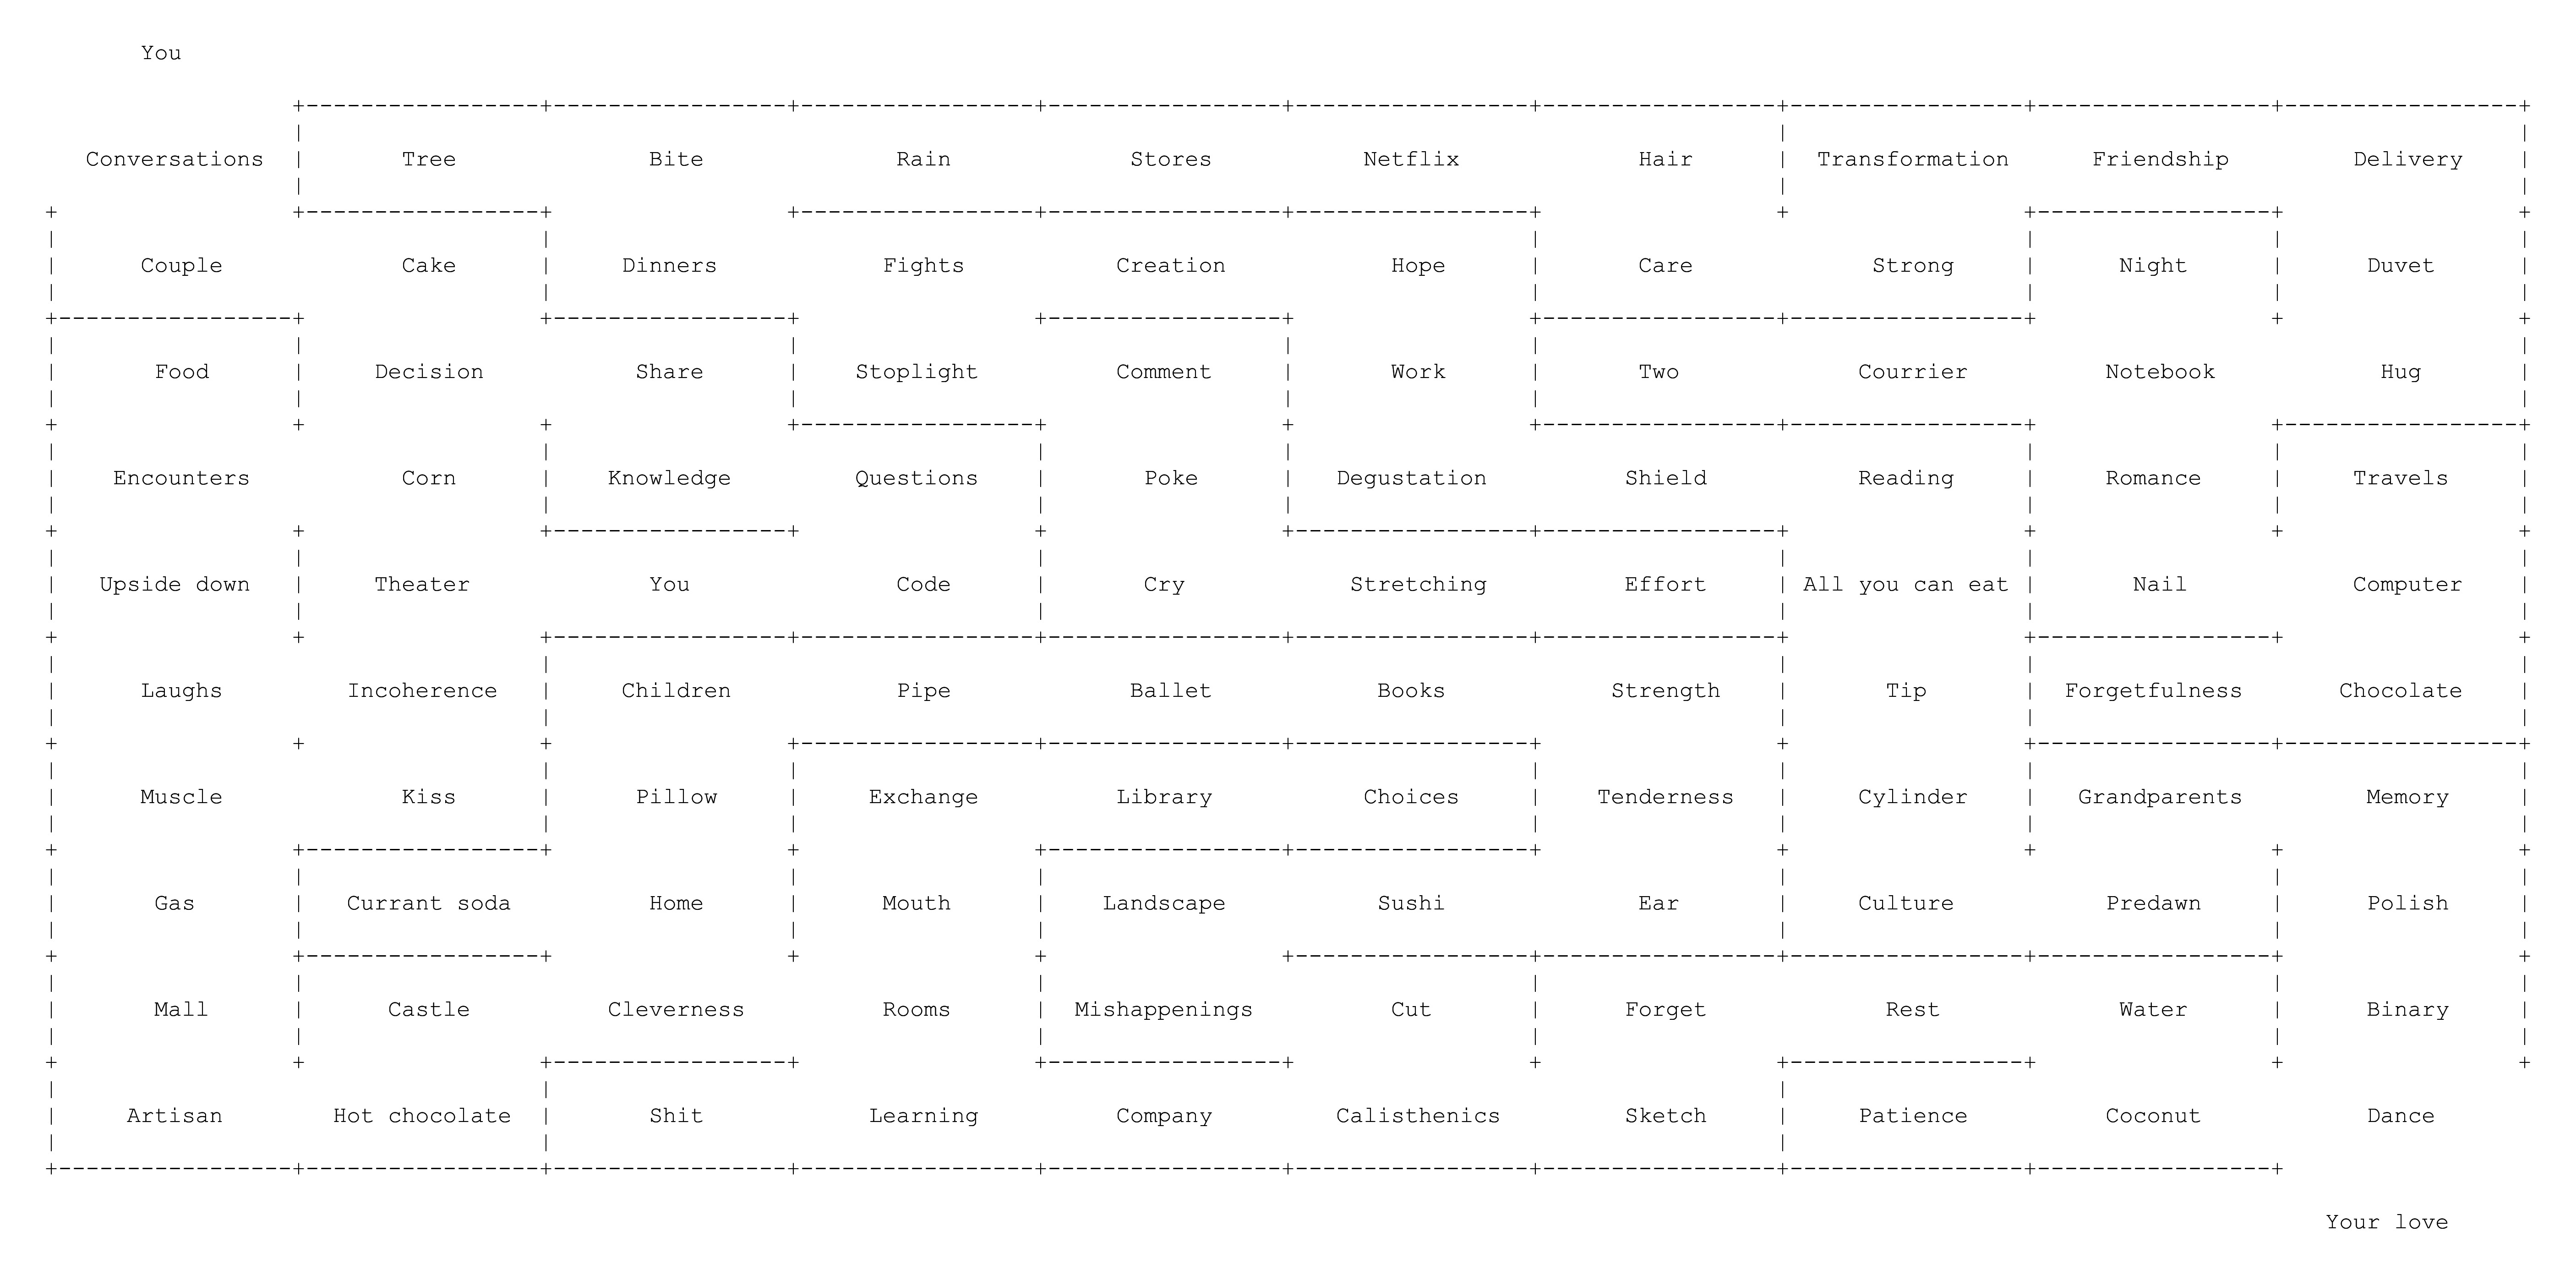 You
Conversations Tree Bite Rain Stores Netflix Hair Transformation Friendship Delivery
Couple Cake Dinners Fights Creation Hope Care Strong Night Duvet
Food Decision Share Stoplight Comment Work Two Courrier Notebook Hug
Encounters Corn Knowledge Questions Poke Degustation Shield Reading Romance Travels
Upside down Theater You Code Cry Stretching Effort All you can eat Nail Computer
Laughs Incoherence Children Pipe Ballet Books Strength Tip Forgetfulness Chocolate
Muscle Kiss Pillow Exchange Library Choices Tenderness Cylinder Grandparents Memory
Gas Currant soda Home Mouth Landscape Sushi Ear Culture Predawn Polish
Mall Castle Cleverness Rooms Mishappenings Cut Forget Rest Water Binary
Artisan Hot chocolate Shit Learning Company Calisthenics Sketch Patience Coconut Dance
Your love